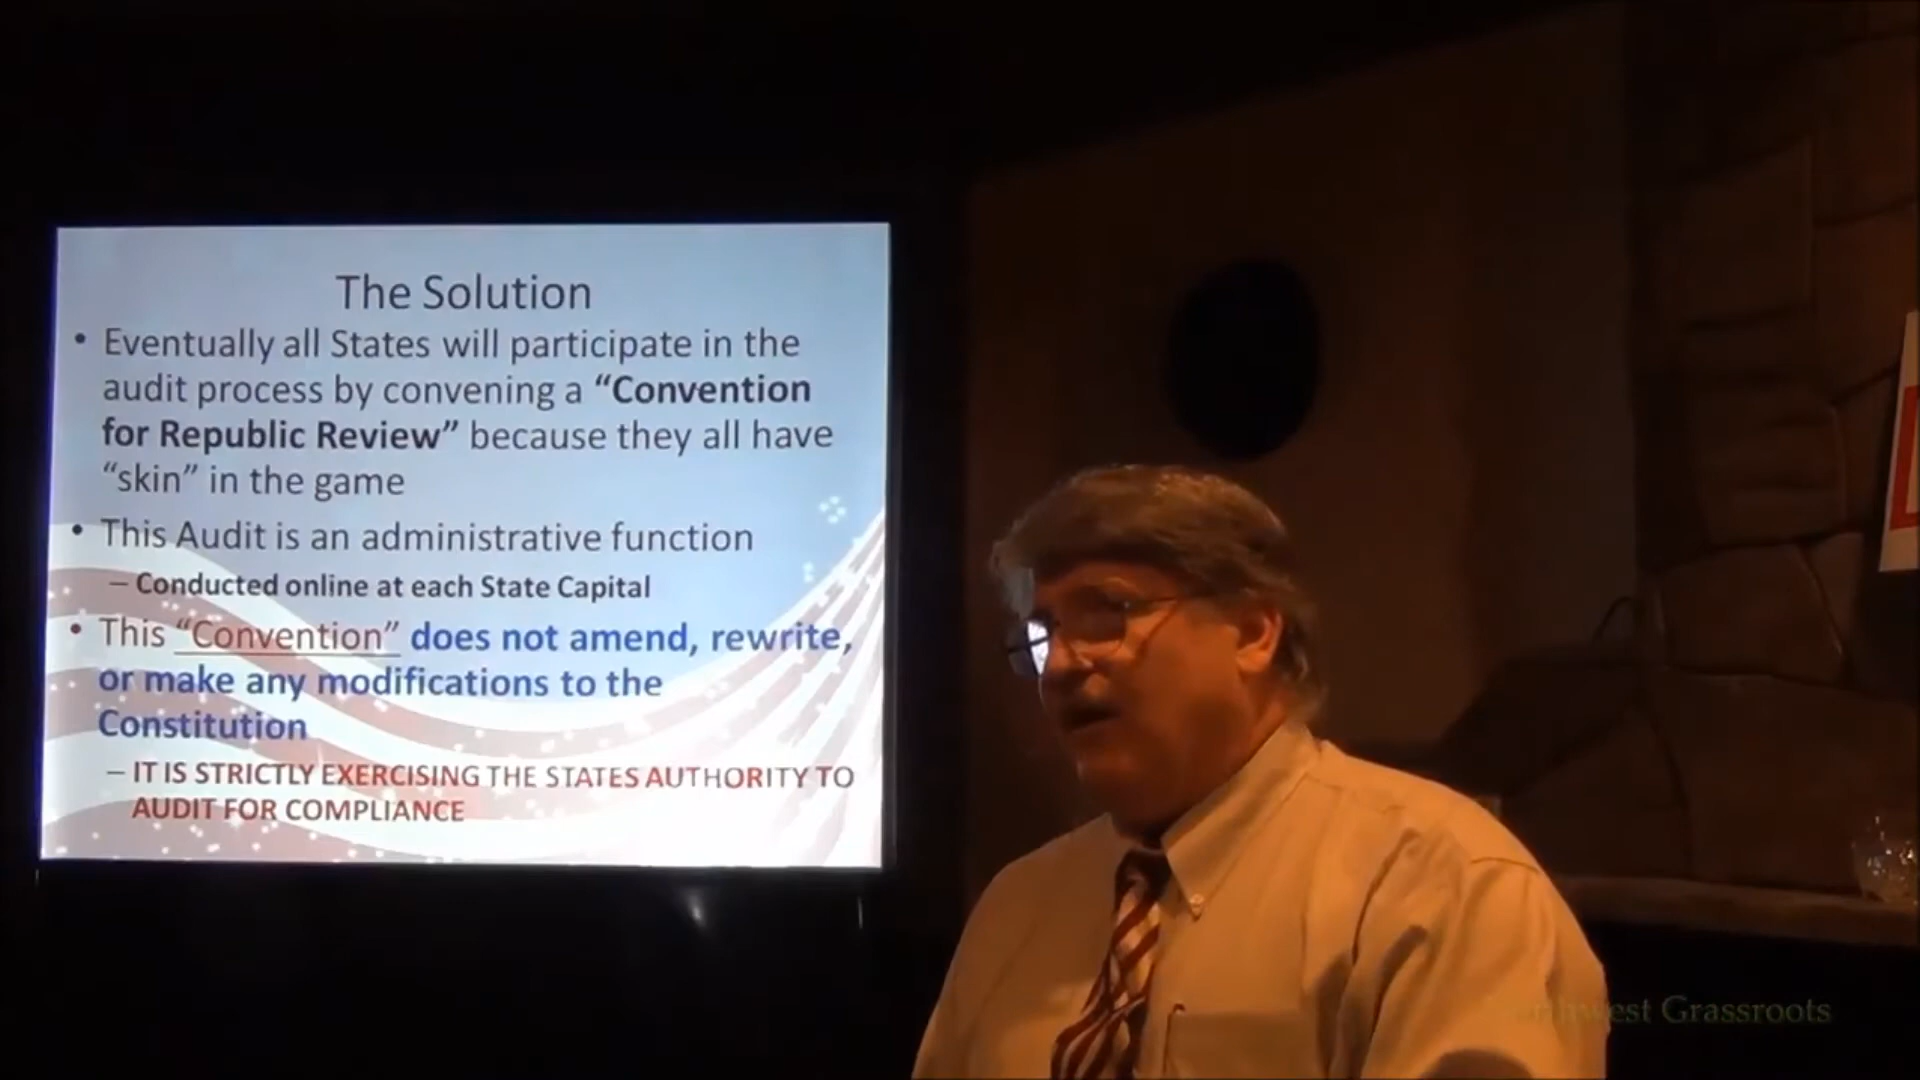 The Solution
• Eventually all States will participate in the
audit process by convening a “Convention
for Republic Review” because they all have
“skin” in the game
• This Audit is an administrative function
– Conducted online at each State Capital
• This “Convention” does not amend, rewrite,
or make any modifications to the
Constitution
– IT IS STRICTLY EXERCISING THE STATES AUTHORITY TO
AUDIT FOR COMPLIANCE
Grassroots